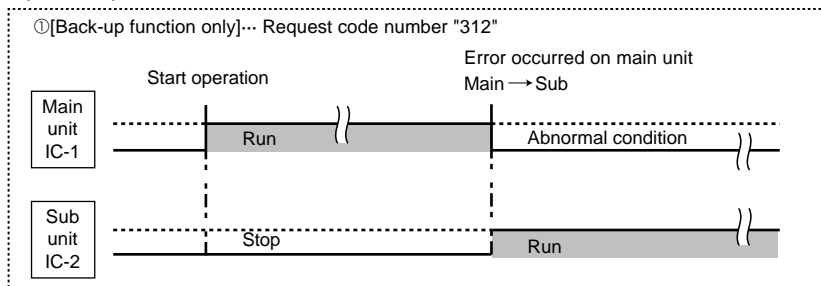 ①[Back-up function only]··· Request code number "312"
Error occurred on main unit
Start operation
Main → Sub
Main
unit
IC-1
Run
Abnormal condition
Sub
unit
IC-2
Stop
Run